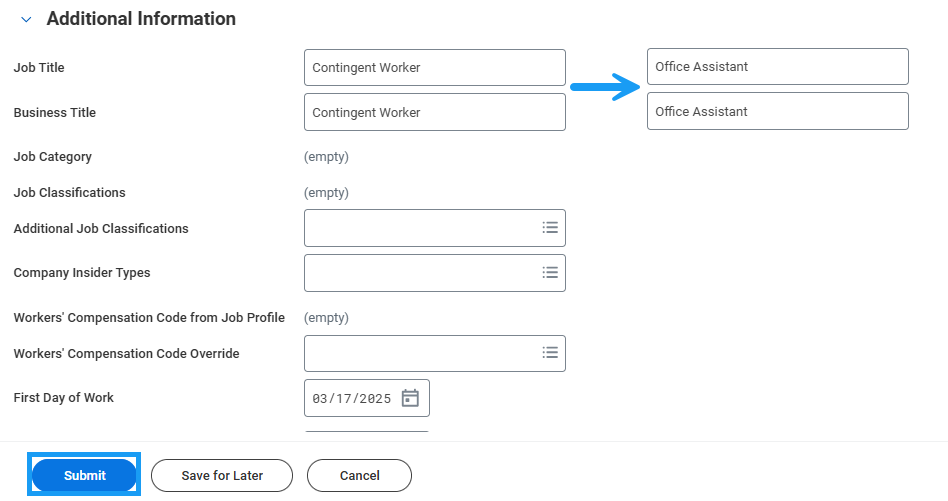 Additional Information
Job Title Contingent Worker Office Assistant
Business Title Contingent Worker Office Assistant
Job Category (empty)
Job Classifications (empty)
Additional Job Classifications
Company Insider Types
Workers' Compensation Code from Job Profile (empty)
Workers' Compensation Code Override
First Day of Work 03/17/2025
Submit Save for Later Cancel